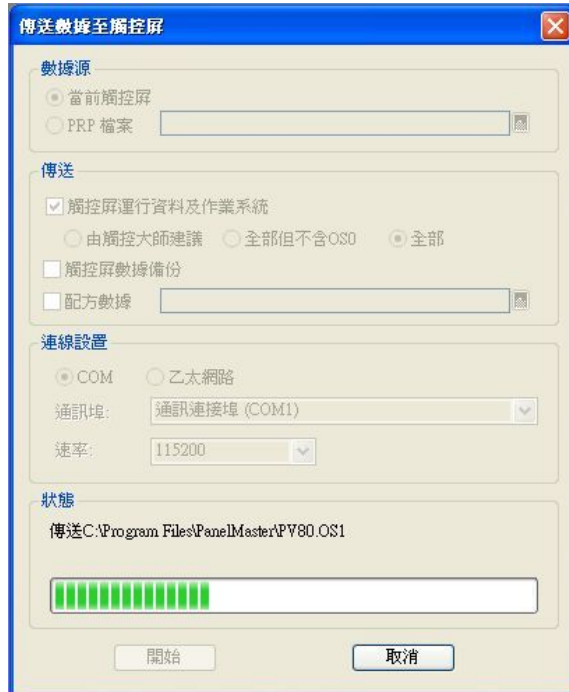 傳送數據至觸控屏
數據源
當前觸控屏
PRP 檔案
傳送
觸控屏運行資料及作業系統
由觸控大師建議 全部但不含OS0 全部
觸控屏數據備份
配方數據
連線設置
COM 乙太網路
通訊埠: 通訊連接埠 (COM1)
速率: 115200
狀態
傳送C:\Program Files\PanelMaster\PV80.OS1
開始 取消